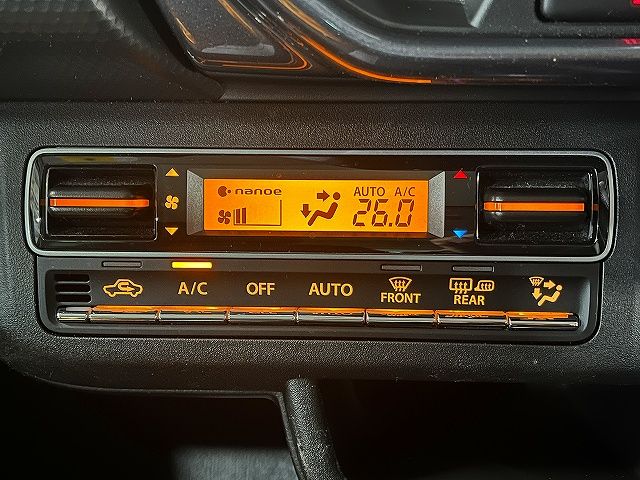 nanoe
AUTO A/C
26.0
A/C
OFF
AUTO
FRONT
REAR